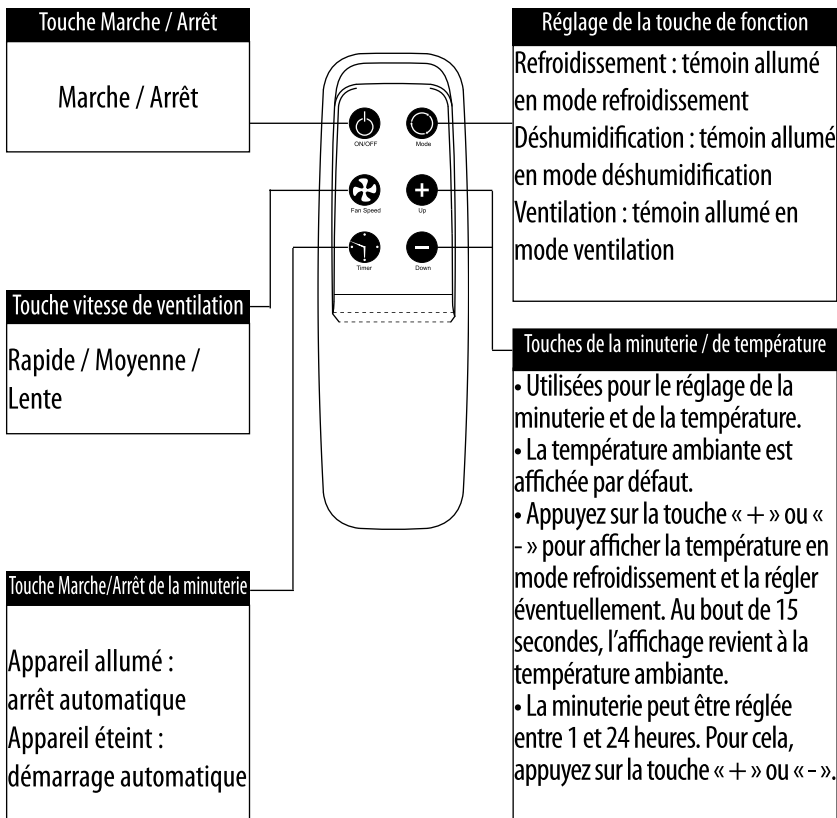 Touche Marche / Arrêt
Marche / Arrêt
Touche vitesse de ventilation
Rapide / Moyenne /
Lente
Touche Marche/Arrêt de la minuterie
Appareil allumé :
arrêt automatique
Appareil éteint :
démarrage automatique
ON/OFF
Mode
Fan Speed
Up
Timer
Down
Réglage de la touche de fonction
Refroidissement : témoin allumé
en mode refroidissement
Déshumidification : témoin allumé
en mode déshumidification
Ventilation : témoin allumé en
mode ventilation
Touches de la minuterie / de température
• Utilisées pour le réglage de la
minuterie et de la température.
• La température ambiante est
affichée par défaut.
• Appuyez sur la touche « + » ou «
- » pour afficher la température en
mode refroidissement et la régler
éventuellement. Au bout de 15
secondes, l’affichage revient à la
température ambiante.
• La minuterie peut être réglée
entre 1 et 24 heures. Pour cela,
appuyez sur la touche « + » ou « - ».